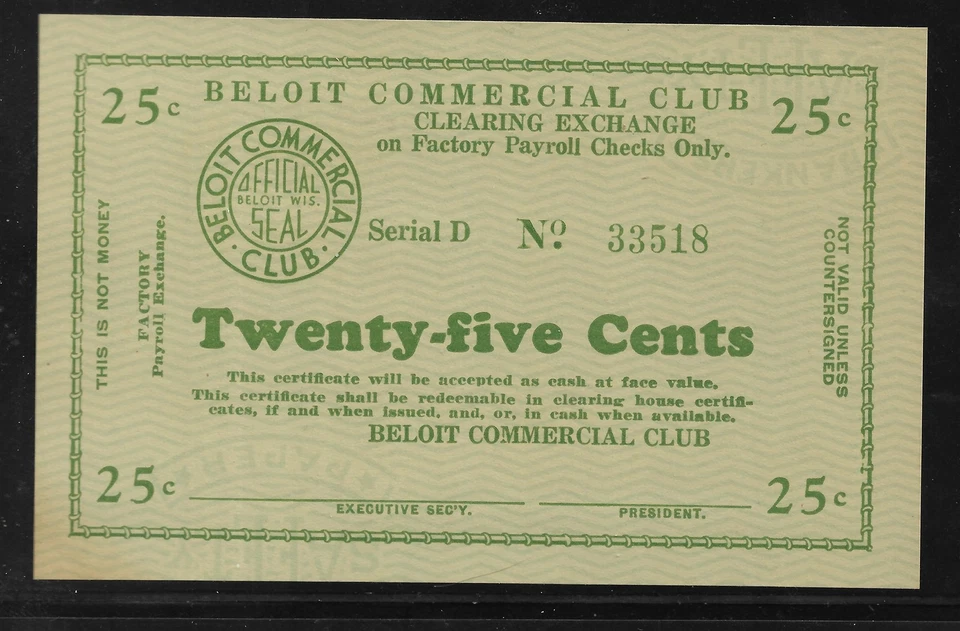 25c BELOIT COMMERCIAL CLUB 25c
CLEARING EXCHANGE
on Factory Payroll Checks Only.
BELOIT COMMERCIAL CLUB
OFFICIAL
BELOIT WIS.
SEAL
Serial D No. 33518
THIS IS NOT MONEY
FACTORY
Payroll Exchange.
NOT VALID UNLESS
COUNTERSIGNED
Twenty-five Cents
This certificate will be accepted as cash at face value.
This certificate shall be redeemable in clearing house certifi-
cates, if and when issued, and, or, in cash when available.
BELOIT COMMERCIAL CLUB
25c 25c
EXECUTIVE SEC'Y. PRESIDENT.